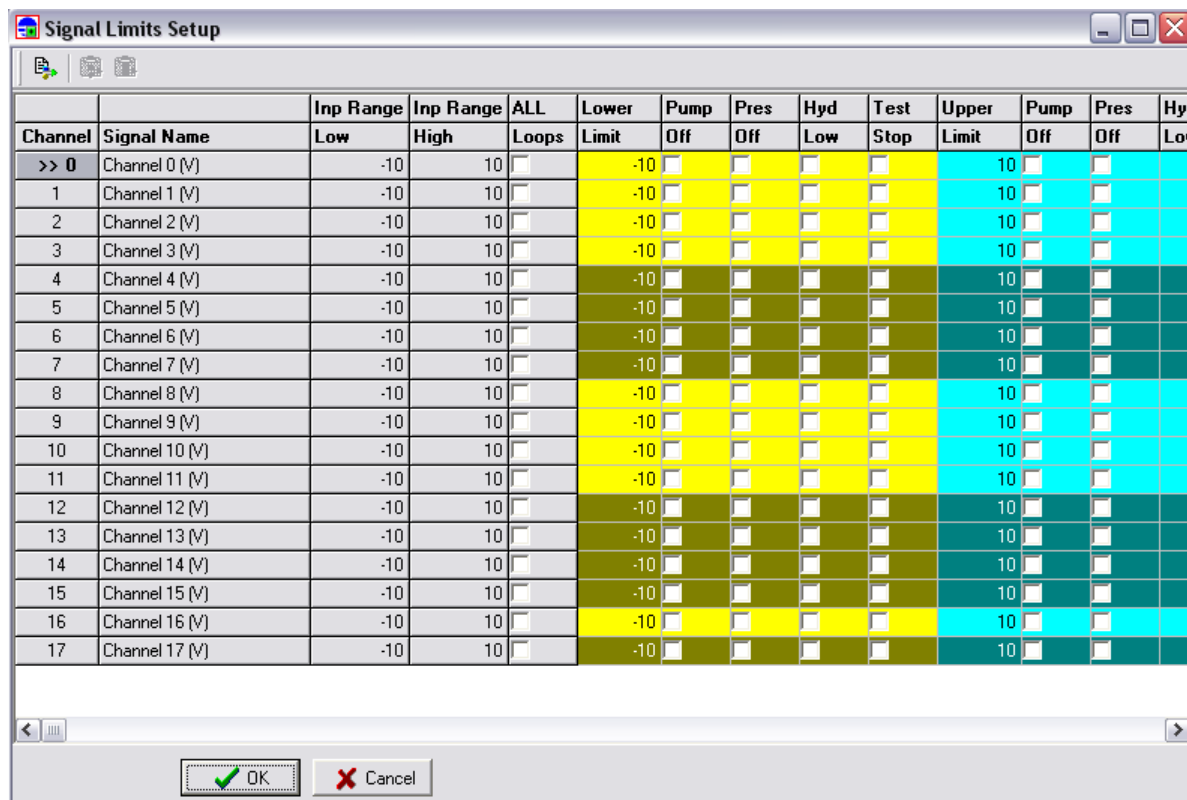 Signal Limits Setup
Inp Range Inp Range ALL Lower Pump Pres Hyd Test Upper Pump Pres Hy
Channel Signal Name Low High Loops Limit Off Off Low Stop Limit Off Off Lo
>> 0 Channel 0 (V) -10 10 -10 10
1 Channel 1 (V) -10 10 -10 10
2 Channel 2 (V) -10 10 -10 10
3 Channel 3 (V) -10 10 -10 10
4 Channel 4 (V) -10 10 -10 10
5 Channel 5 (V) -10 10 -10 10
6 Channel 6 (V) -10 10 -10 10
7 Channel 7 (V) -10 10 -10 10
8 Channel 8 (V) -10 10 -10 10
9 Channel 9 (V) -10 10 -10 10
10 Channel 10 (V) -10 10 -10 10
11 Channel 11 (V) -10 10 -10 10
12 Channel 12 (V) -10 10 -10 10
13 Channel 13 (V) -10 10 -10 10
14 Channel 14 (V) -10 10 -10 10
15 Channel 15 (V) -10 10 -10 10
16 Channel 16 (V) -10 10 -10 10
17 Channel 17 (V) -10 10 -10 10
OK Cancel